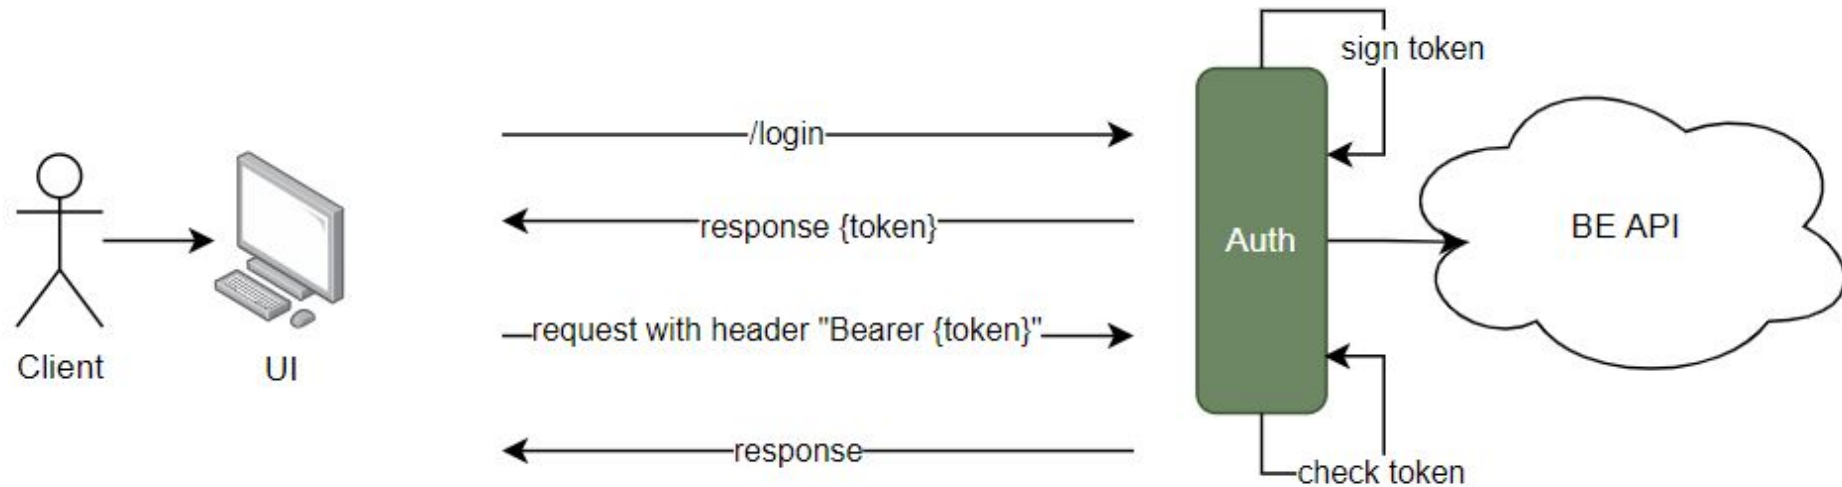 sign token
/login
response {token}
Auth
BE API
request with header "Bearer {token}"
Client
UI
response
check token